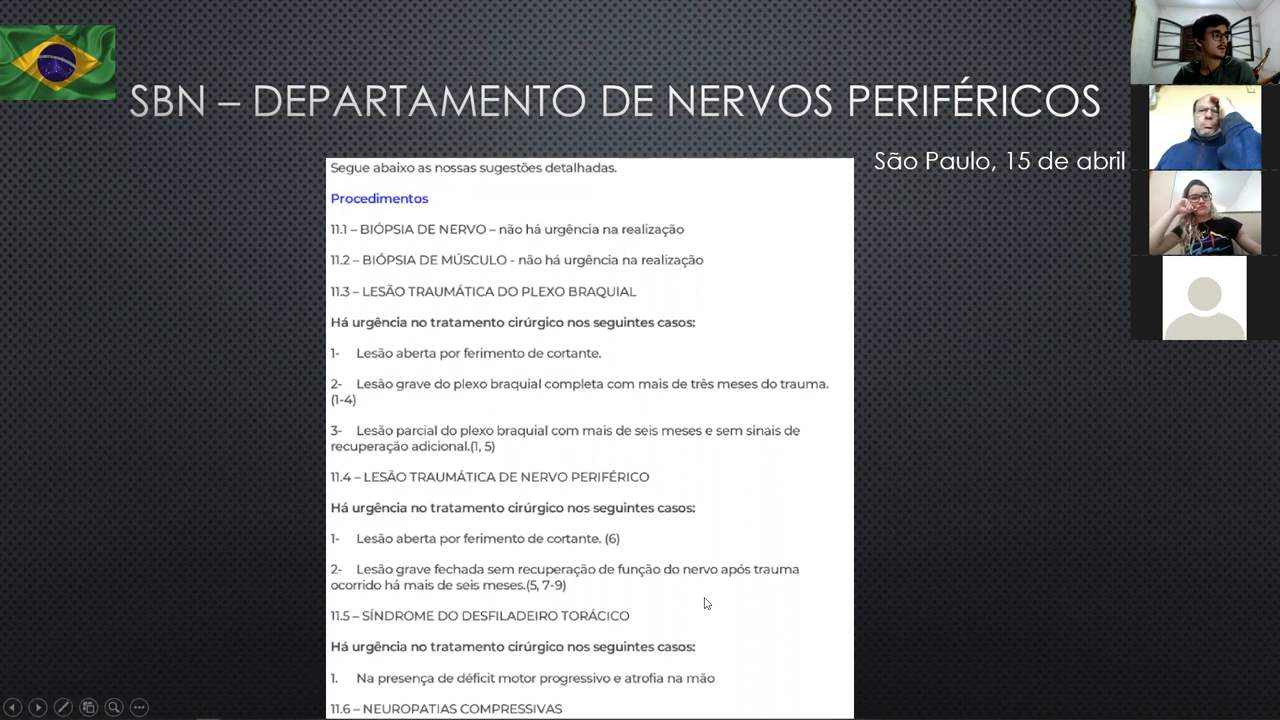 SBN – DEPARTAMENTO DE NERVOS PERIFÉRICOS
São Paulo, 15 de abril
Segue abaixo as nossas sugestões detalhadas.
Procedimentos
11.1 – BIÓPSIA DE NERVO – não há urgência na realização
11.2 – BIÓPSIA DE MÚSCULO - não há urgência na realização
11.3 – LESÃO TRAUMÁTICA DO PLEXO BRAQUIAL
Há urgência no tratamento cirúrgico nos seguintes casos:
1- Lesão aberta por ferimento de cortante.
2- Lesão grave do plexo braquial completa com mais de três meses do trauma.
(1-4)
3- Lesão parcial do plexo braquial com mais de seis meses e sem sinais de
recuperação adicional.(1, 5)
11.4 – LESÃO TRAUMÁTICA DE NERVO PERIFÉRICO
Há urgência no tratamento cirúrgico nos seguintes casos:
1- Lesão aberta por ferimento de cortante. (6)
2- Lesão grave fechada sem recuperação de função do nervo após trauma
ocorrido há mais de seis meses.(5, 7-9)
11.5 – SÍNDROME DO DESFILADEIRO TORÁCICO
Há urgência no tratamento cirúrgico nos seguintes casos:
1. Na presença de déficit motor progressivo e atrofia na mão
11.6 – NEUROPATIAS COMPRESSIVAS